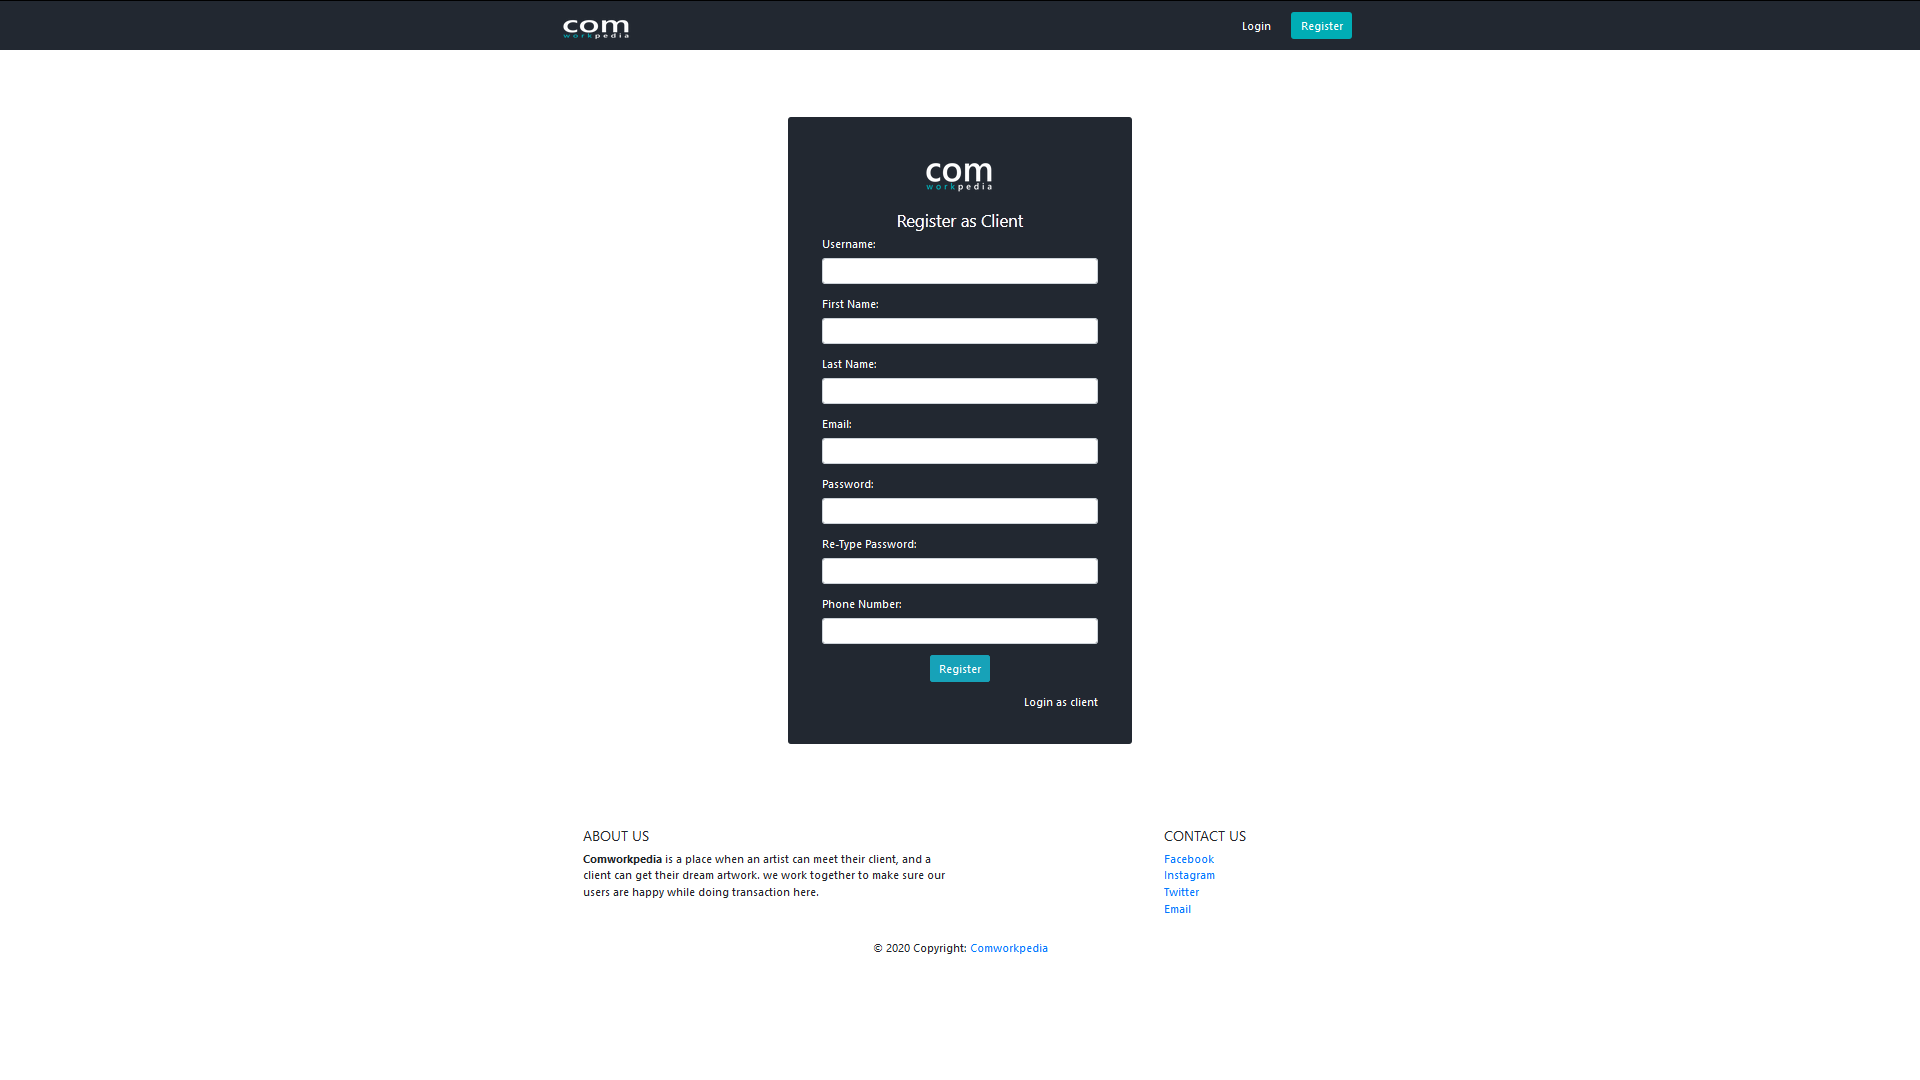 com
workpedia
Login
Register
com
workpedia
Register as Client
Username:
First Name:
Last Name:
Email:
Password:
Re-Type Password:
Phone Number:
Register
Login as client
ABOUT US
Comworkpedia is a place when an artist can meet their client, and a
client can get their dream artwork. we work together to make sure our
users are happy while doing transaction here.
CONTACT US
Facebook
Instagram
Twitter
Email
© 2020 Copyright: Comworkpedia